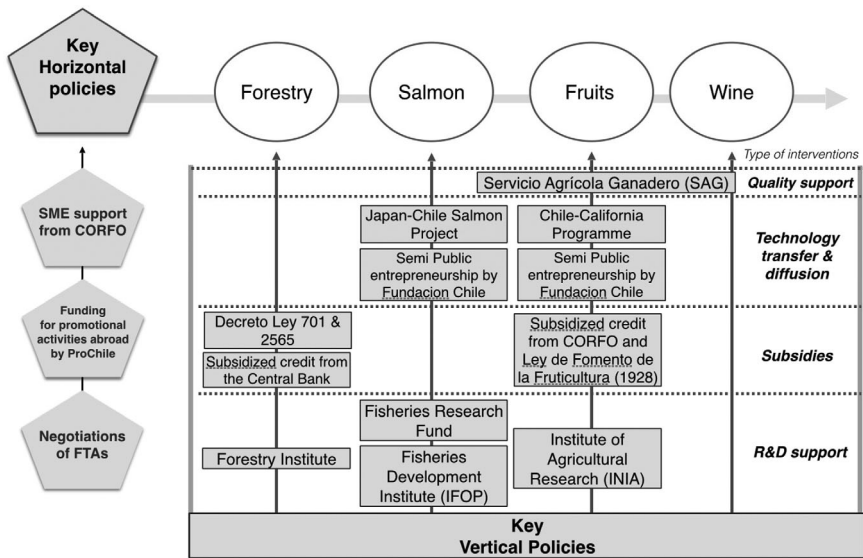 Key
Horizontal
policies
Forestry
Salmon
Fruits
Wine
Type of interventions
SME support
from CORFO
Funding
for promotional
activities abroad
by ProChile
Negotiations
of FTAs
Servicio Agrícola Ganadero (SAG)
Quality support
Japan-Chile Salmon
Project
Chile-California
Programme
Semi Public
entrepreneurship by
Fundacion Chile
Semi Public
entrepreneurship by
Fundacion Chile
Technology
transfer &
diffusion
Decreto Ley 701 &
2565
Subsidized credit from
the Central Bank
Subsidized credit
from CORFO and
Ley de Fomento de
la Fruticultura (1928)
Subsidies
Fisheries Research
Fund
Forestry Institute
Fisheries
Development
Institute (IFOP)
Institute of
Agricultural
Research (INIA)
R&D support
Key
Vertical Policies